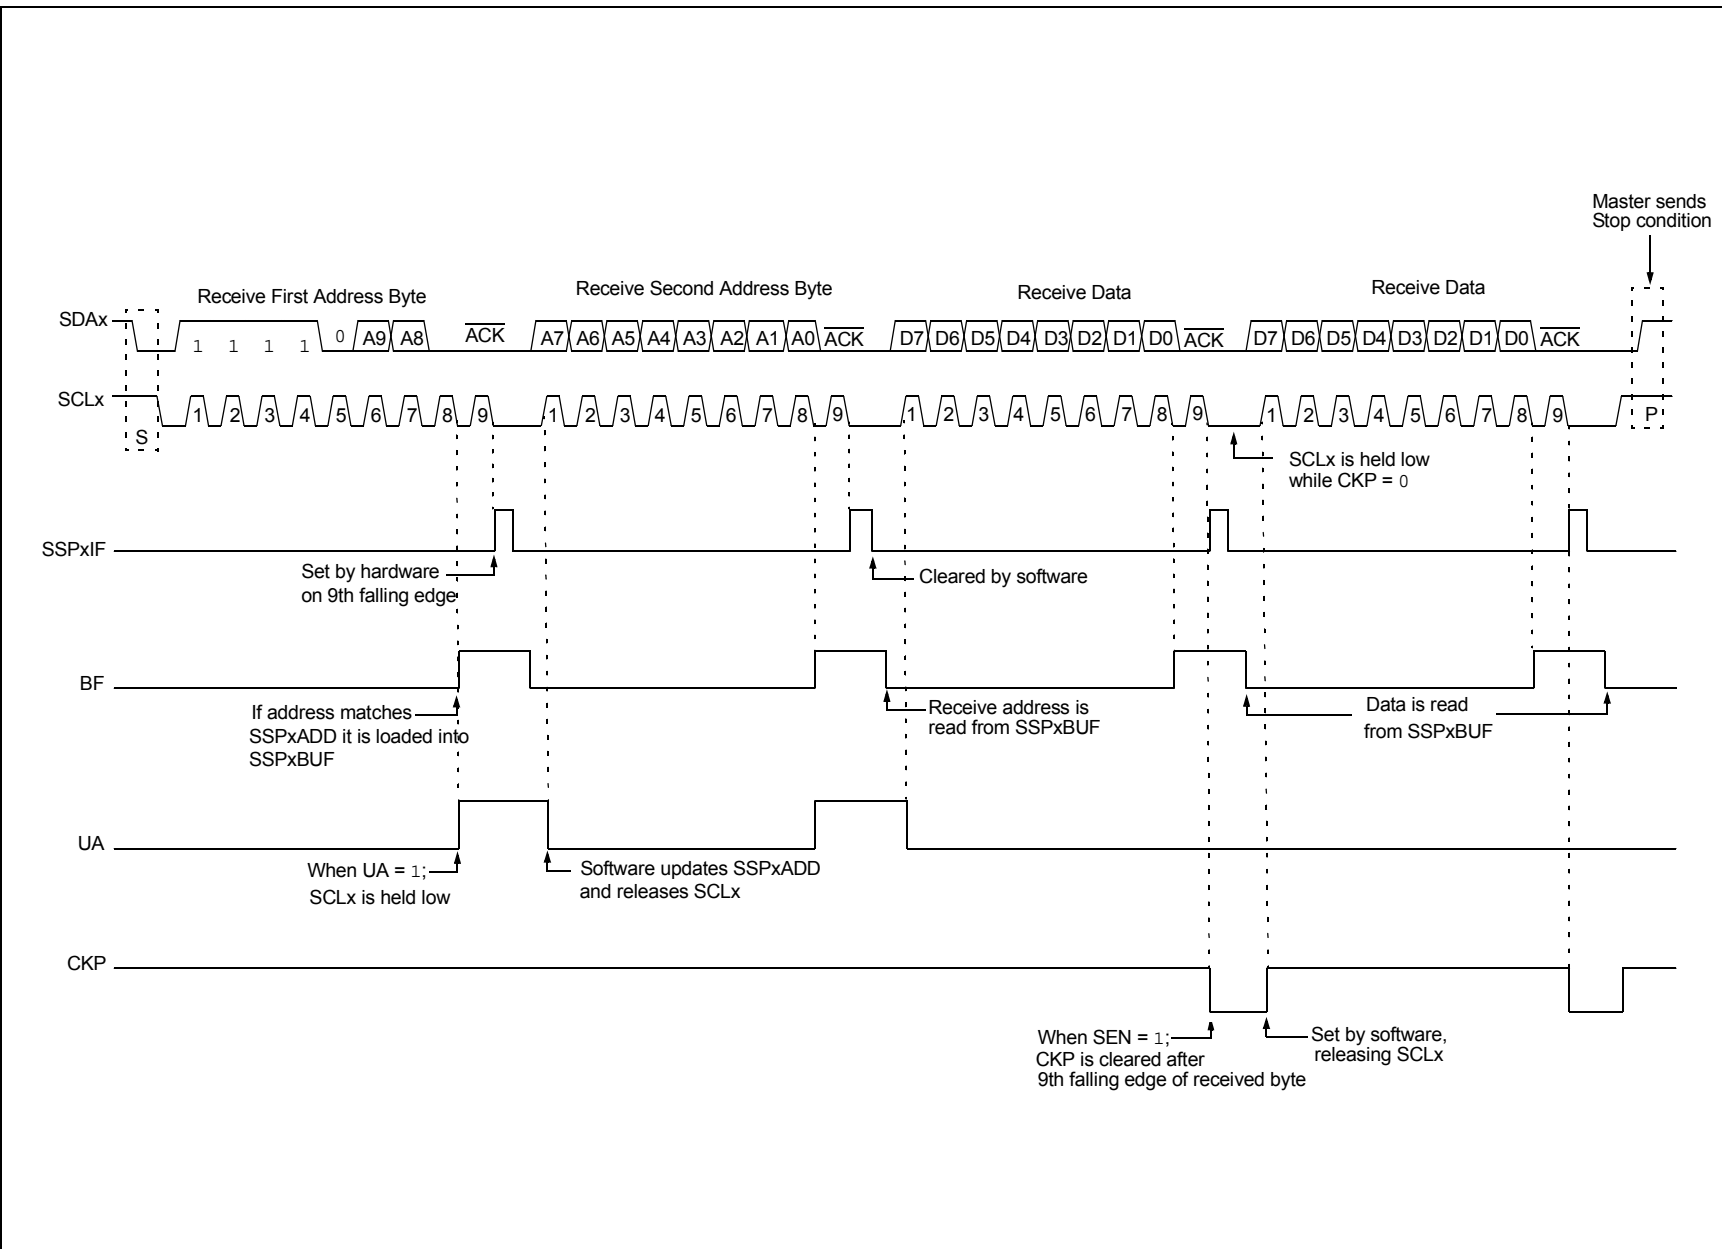 Master sends
Stop condition
Receive First Address Byte
Receive Second Address Byte
Receive Data
Receive Data
SDAx
1 1 1 1 0 A9 A8 ACK A7 A6 A5 A4 A3 A2 A1 A0 ACK D7 D6 D5 D4 D3 D2 D1 D0 ACK D7 D6 D5 D4 D3 D2 D1 D0 ACK
SCLx
S 1 2 3 4 5 6 7 8 9 1 2 3 4 5 6 7 8 9 1 2 3 4 5 6 7 8 9 1 2 3 4 5 6 7 8 9 P
SCLx is held low
while CKP = 0
SSPxIF
Set by hardware
on 9th falling edge
Cleared by software
BF
If address matches
SSPxADD it is loaded into
SSPxBUF
Receive address is
read from SSPxBUF
Data is read
from SSPxBUF
UA
When UA = 1;
SCLx is held low
Software updates SSPxADD
and releases SCLx
CKP
When SEN = 1;
CKP is cleared after
9th falling edge of received byte
Set by software,
releasing SCLx